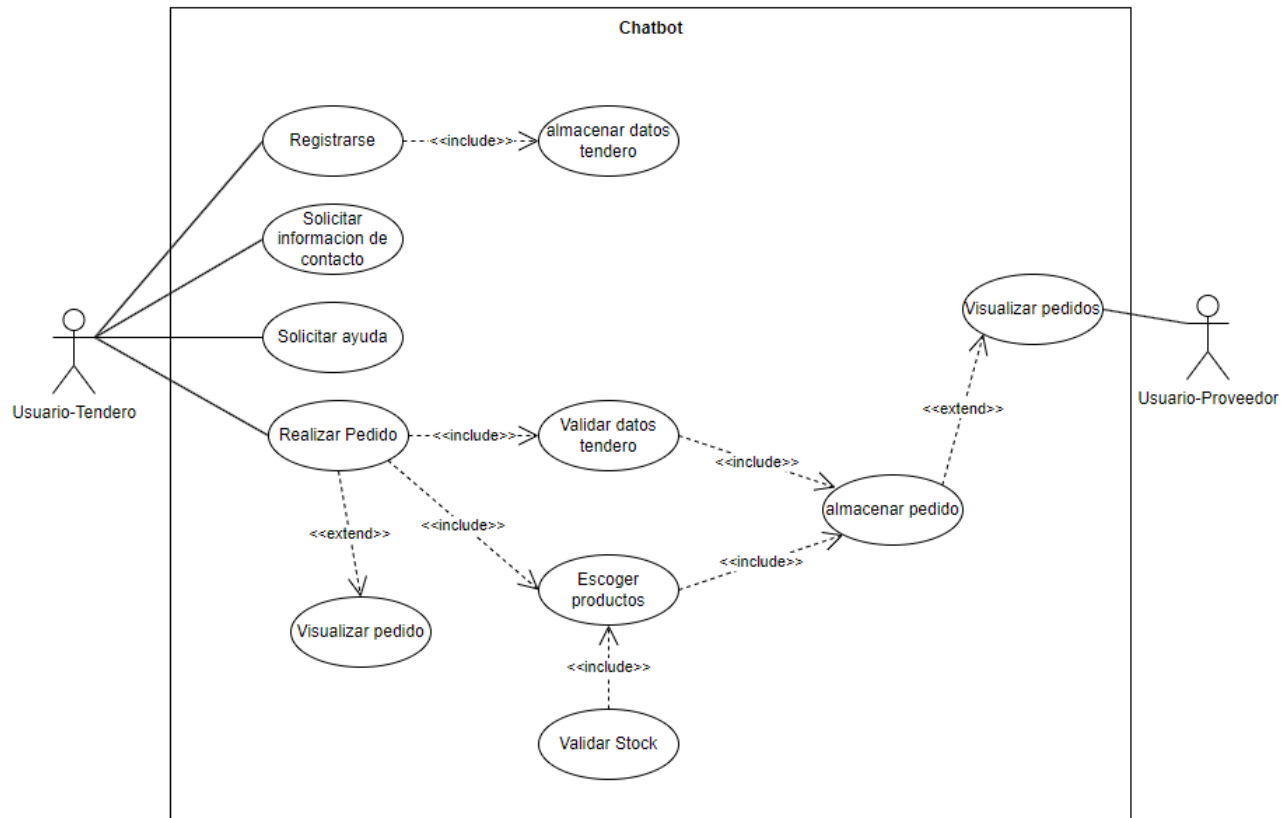 Chatbot
Registrarse
<<include>>
almacenar datos
tendero
Solicitar
informacion de
contacto
Visualizar pedidos
Solicitar ayuda
Usuario-Tendero
Usuario-Proveedor
<<extend>>
Realizar Pedido
<<include>>
Validar datos
tendero
<<include>>
almacenar pedido
<<extend>>
<<include>>
<<include>>
Escoger
productos
Visualizar pedido
<<include>>
Validar Stock